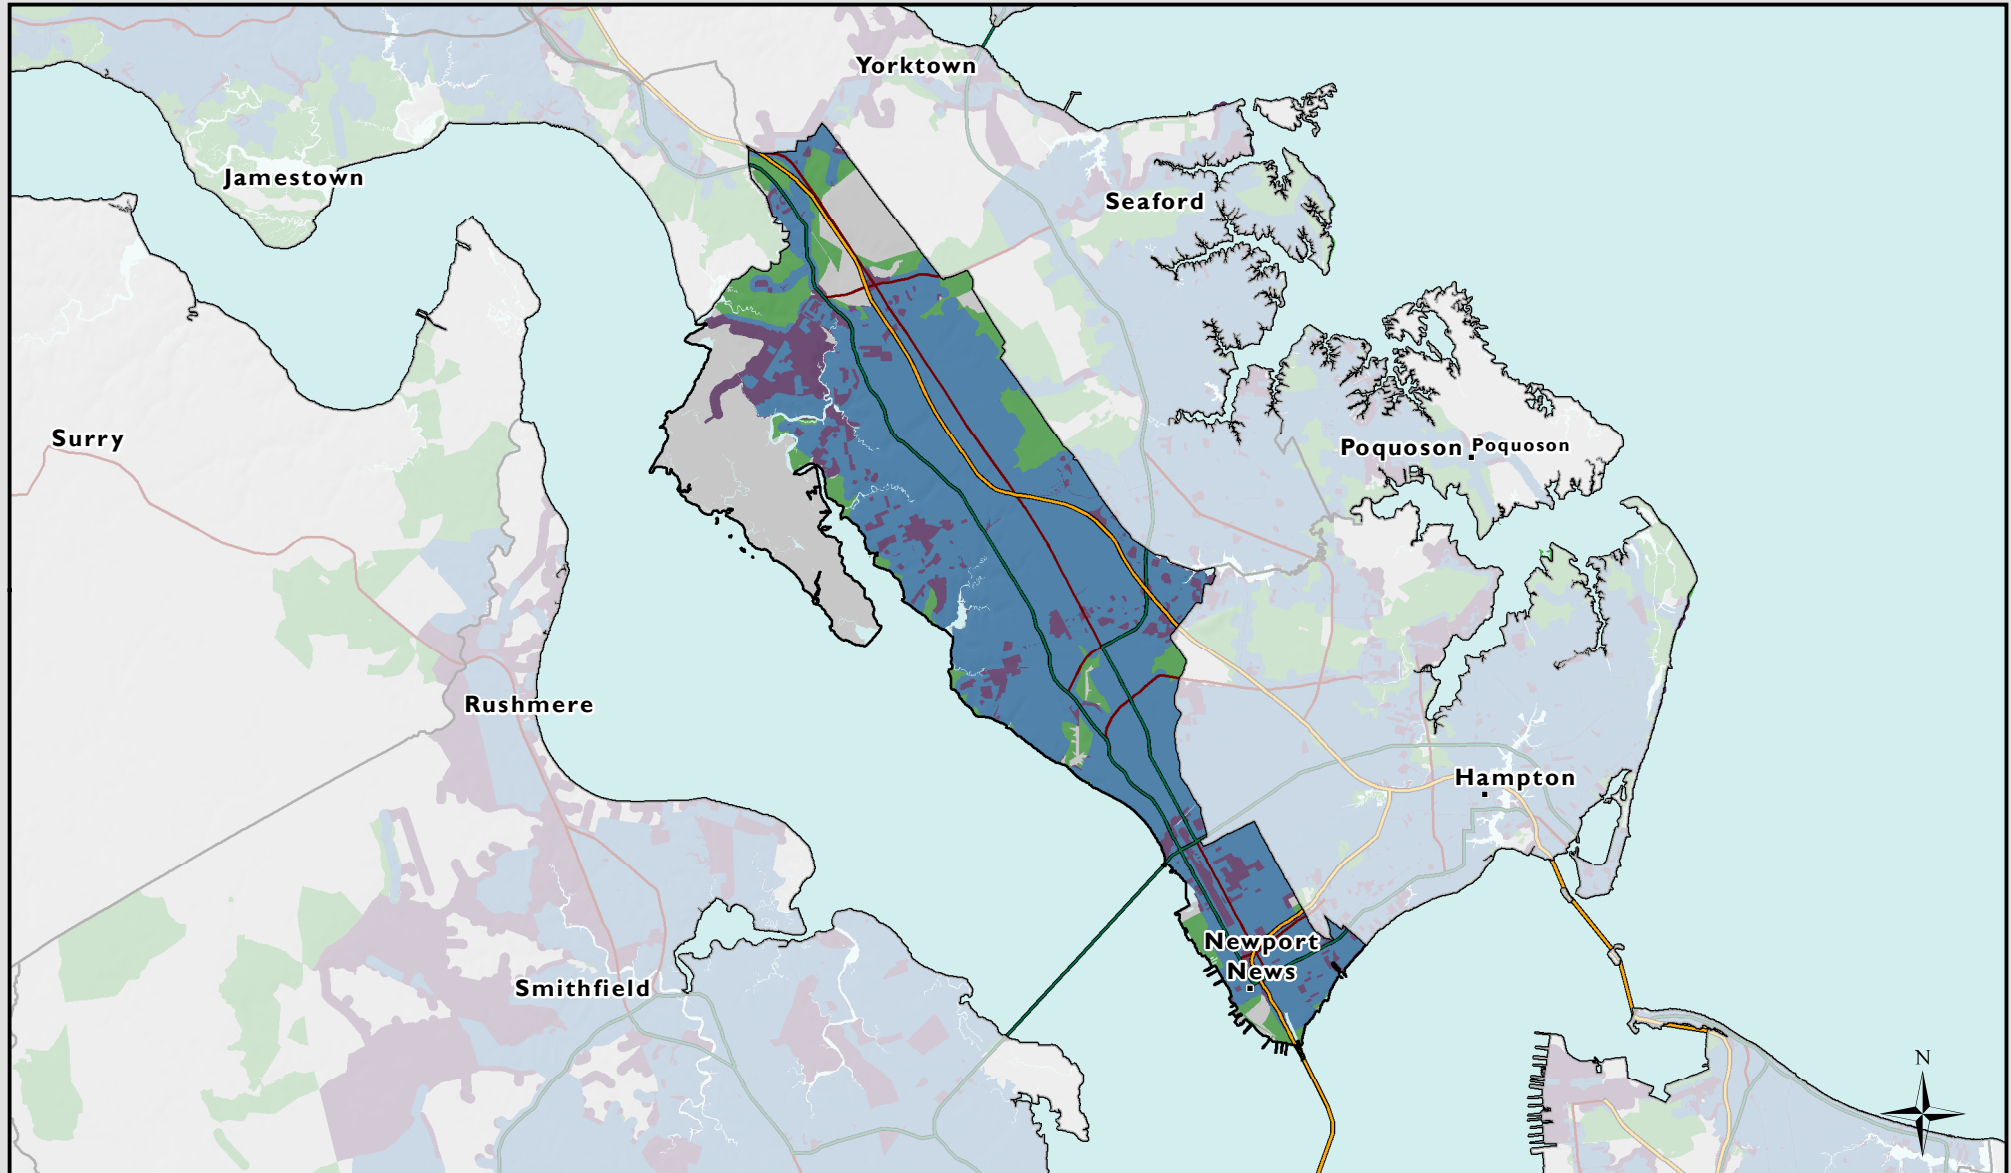 Yorktown
Jamestown
Seaford
Surry
Poquoson
Poquoson
Rushmere
Hampton
Newport
News
Smithfield
N